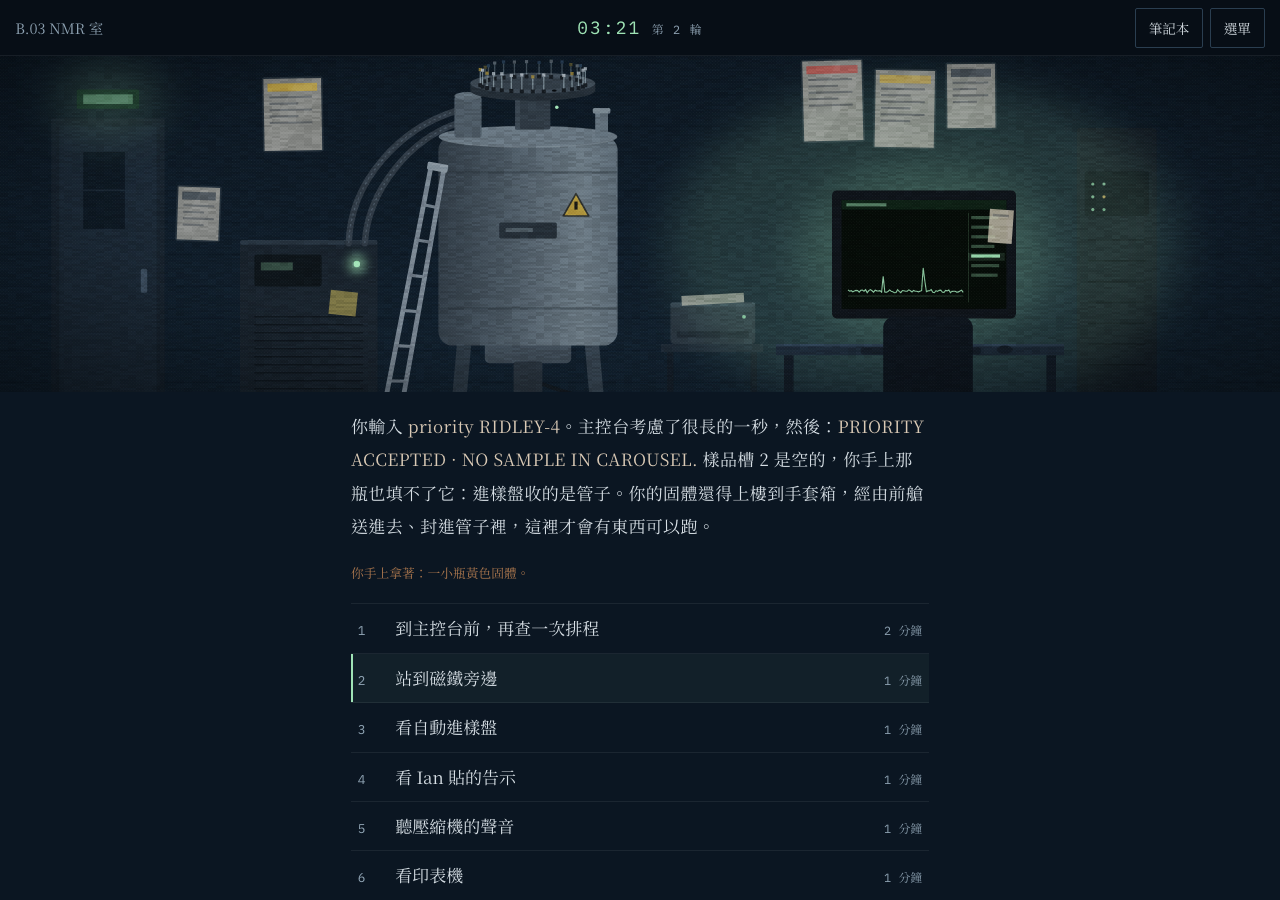 B.03 NMR 室
03:21 第 2 輪
筆記本
選單
你輸入 priority RIDLEY-4。主控台考慮了很長的一秒，然後：PRIORITY
ACCEPTED · NO SAMPLE IN CAROUSEL. 樣品槽 2 是空的，你手上那
瓶也填不了它：進樣盤收的是管子。你的固體還得上樓到手套箱，經由前艙
送進去、封進管子裡，這裡才會有東西可以跑。
你手上拿著：一小瓶黃色固體。
1 到主控台前，再查一次排程 2 分鐘
2 站到磁鐵旁邊 1 分鐘
3 看自動進樣盤 1 分鐘
4 看 Ian 貼的告示 1 分鐘
5 聽壓縮機的聲音 1 分鐘
6 看印表機 1 分鐘